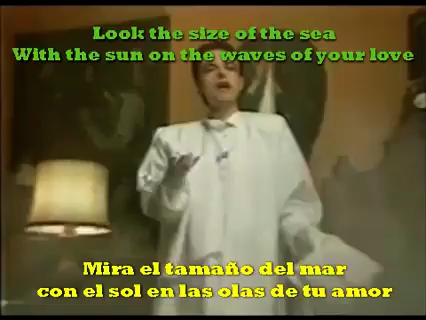 Look the size of the sea
With the sun on the waves of your love
Mira el tamaño del mar
con el sol en las olas de tu amor